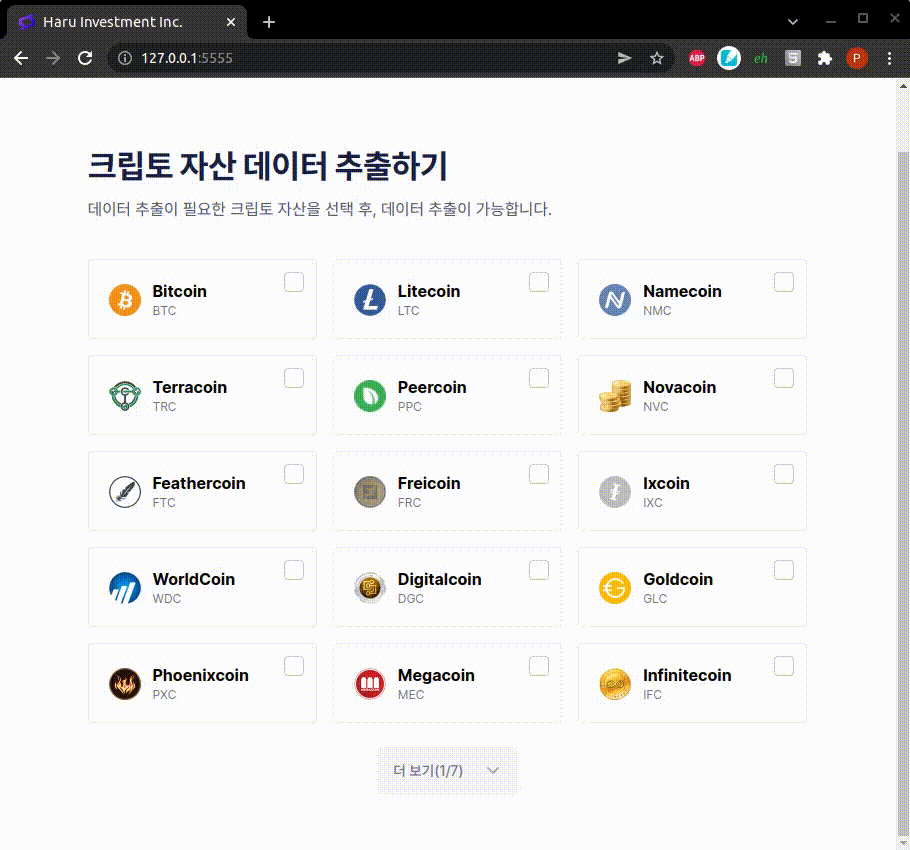 Haru Investment Inc.
127.0.0.1:5555
ABP
eh
S
P
크립토 자산 데이터 추출하기
데이터 추출이 필요한 크립토 자산을 선택 후, 데이터 추출이 가능합니다.
Bitcoin
BTC
Litecoin
LTC
Namecoin
NMC
Terracoin
TRC
Peercoin
PPC
Novacoin
NVC
Feathercoin
FTC
Freicoin
FRC
Ixcoin
IXC
WorldCoin
WDC
Digitalcoin
DGC
Goldcoin
GLC
Phoenixcoin
PXC
Megacoin
MEC
Infinitecoin
IFC
더 보기(1/7)